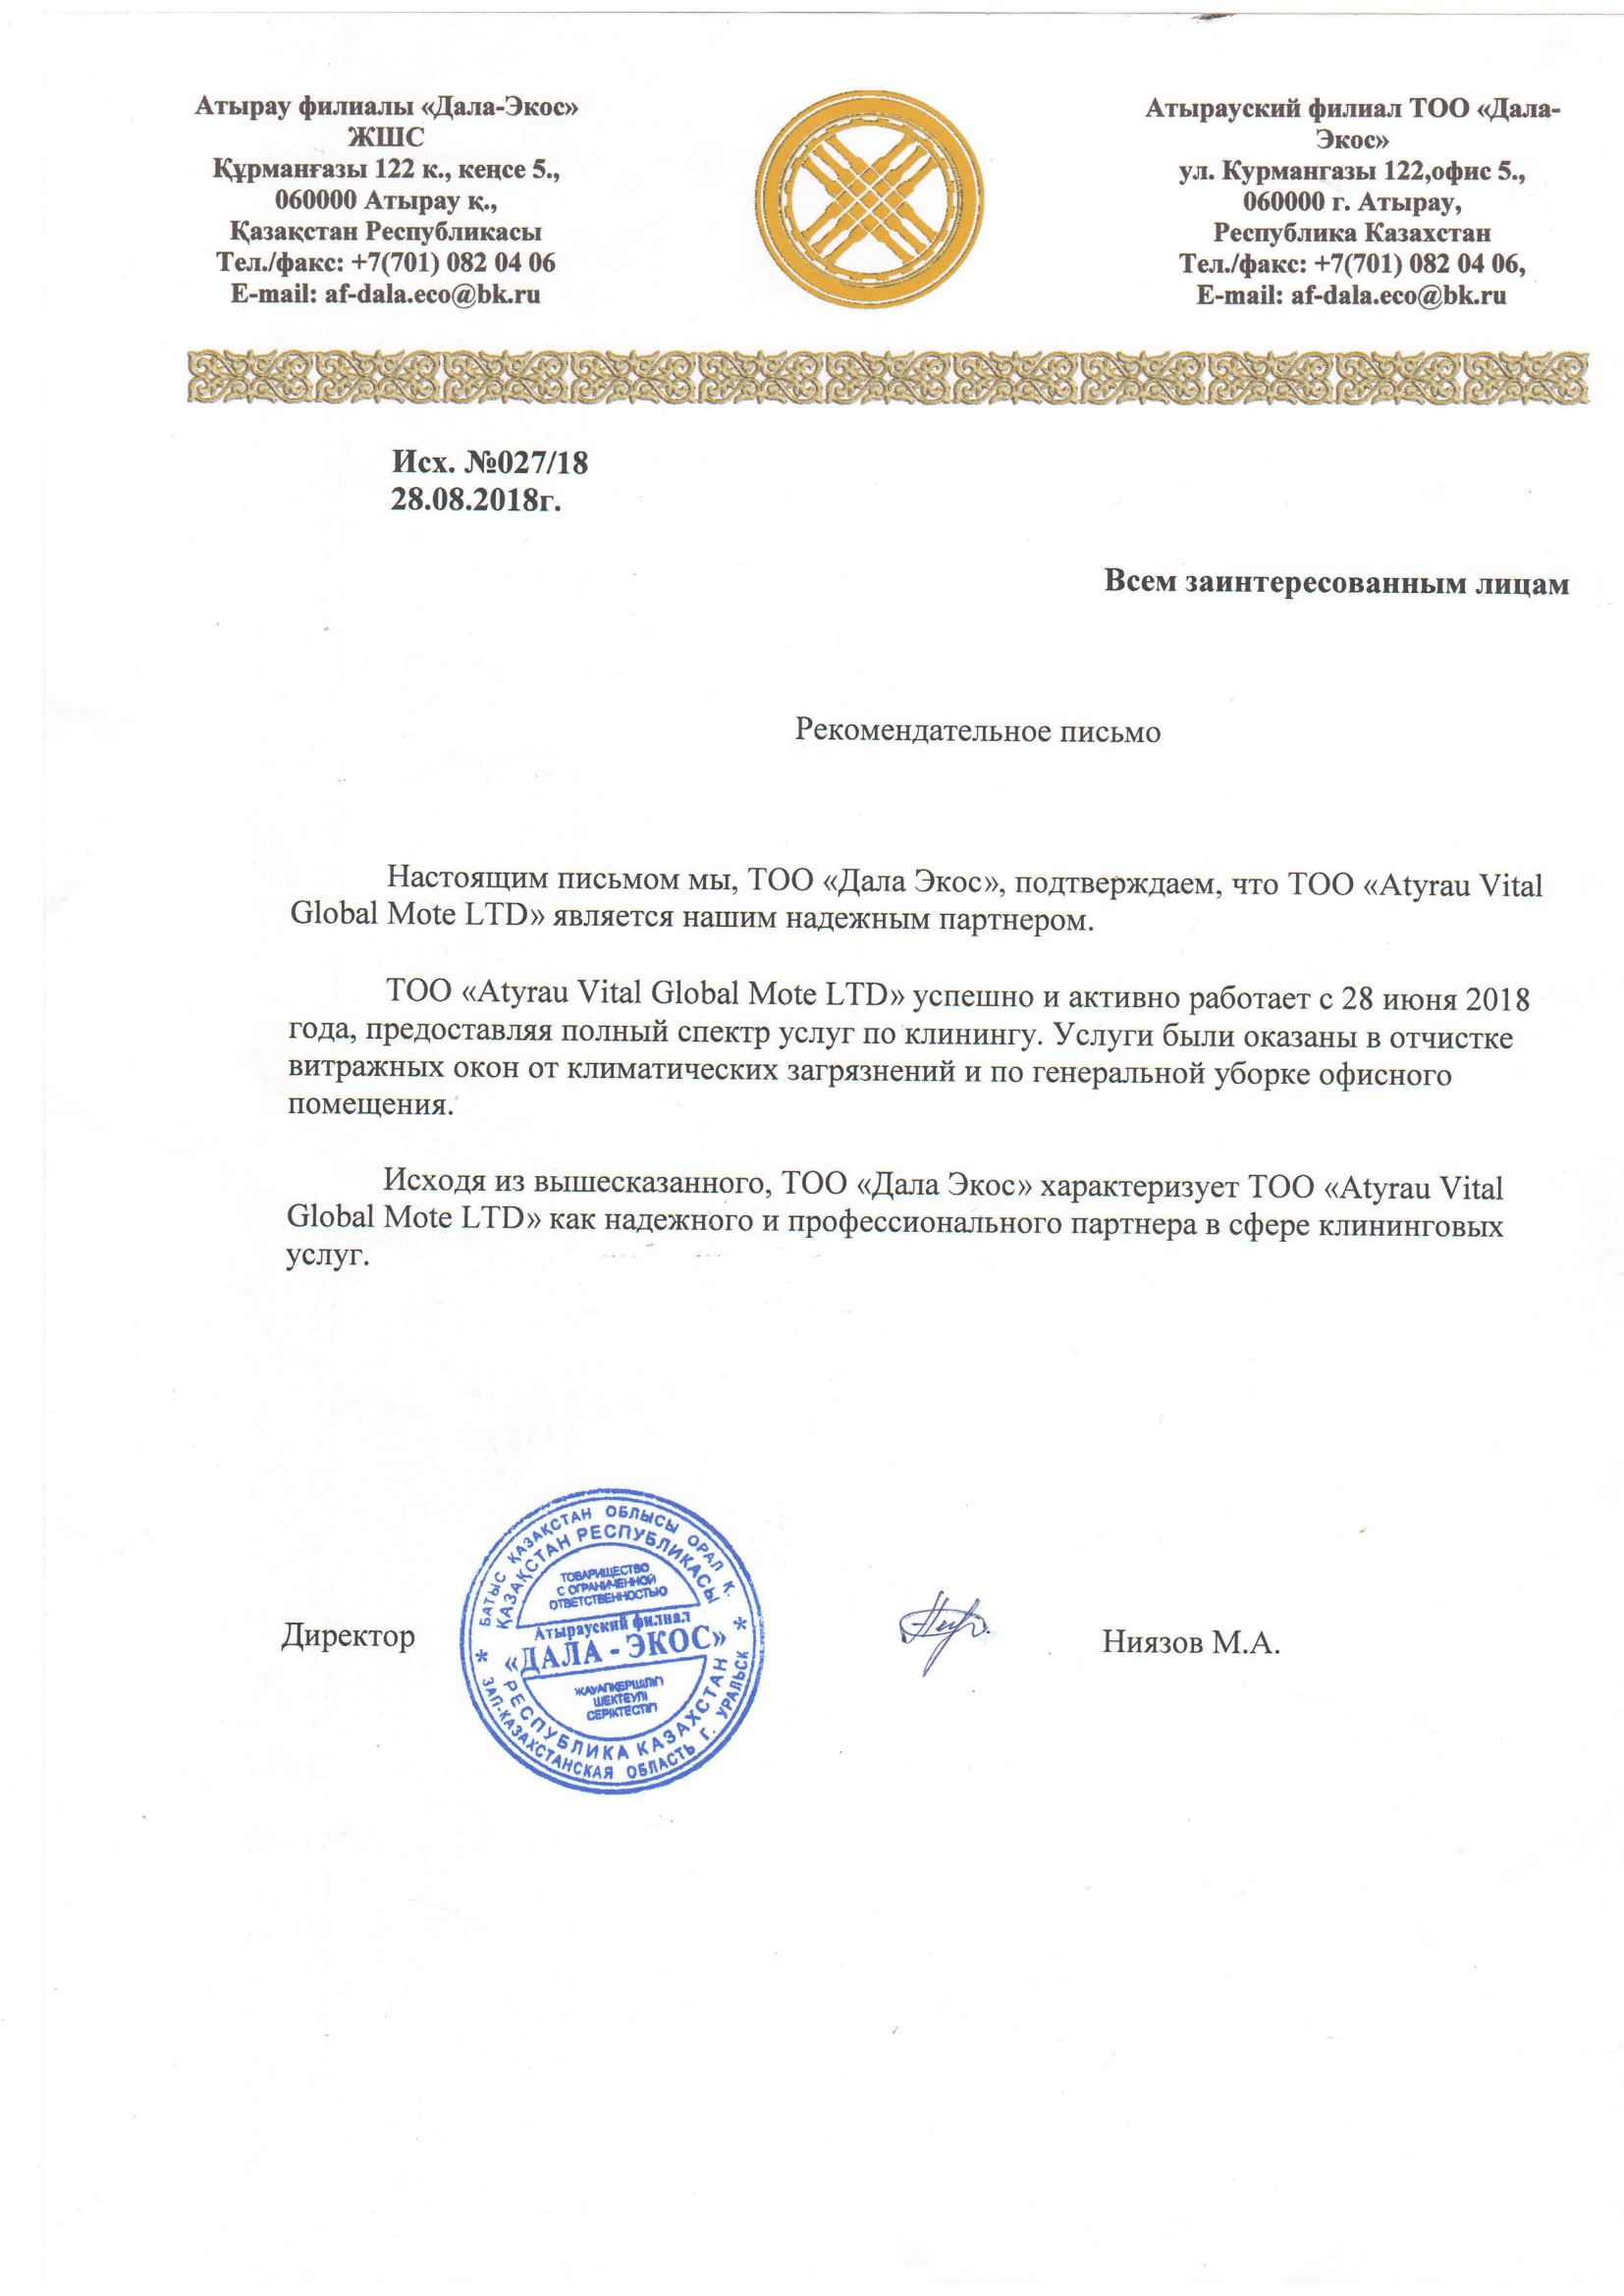 Атырау филиалы «Дала-Экос»
ЖШС
Құрманғазы 122 к., кеңсе 5.,
060000 Атырау қ.,
Қазақстан Республикасы
Тел./факс: +7(701) 082 04 06
E-mail: af-dala.eco@bk.ru
Атырауский филиал ТОО «Дала-
Экос»
ул. Курмангазы 122,офис 5.,
060000 г. Атырау,
Республика Казахстан
Тел./факс: +7(701) 082 04 06,
E-mail: af-dala.eco@bk.ru
Исх. №027/18
28.08.2018г.
Всем заинтересованным лицам
Рекомендательное письмо
Настоящим письмом мы, ТОО «Дала Экос», подтверждаем, что ТОО «Atyrau Vital
Global Mote LTD» является нашим надежным партнером.
ТОО «Atyrau Vital Global Mote LTD» успешно и активно работает с 28 июня 2018
года, предоставляя полный спектр услуг по клинингу. Услуги были оказаны в отчистке
витражных окон от климатических загрязнений и по генеральной уборке офисного
помещения.
Исходя из вышесказанного, ТОО «Дала Экос» характеризует ТОО «Atyrau Vital
Global Mote LTD» как надежного и профессионального партнера в сфере клининговых
услуг.
Директор
БАТЫС ҚАЗАҚСТАН ОБЛЫСЫ ОРАЛ Қ.
ҚАЗАҚСТАН РЕСПУБЛИКАСЫ
ТОВАРИЩЕСТВО
С ОГРАНИЧЕННОЙ
ОТВЕТСТВЕННОСТЬЮ
Атырауский филиал
«ДАЛА - ЭКОС»
ЖАУАПКЕРШІЛІГІ
ШЕКТЕУЛІ
СЕРІКТЕСТІГІ
РЕСПУБЛИКА КАЗАХСТАН
ЗАП-КАЗАХСТАНСКАЯ ОБЛАСТЬ Г. УРАЛЬСК
Ниязов М.А.